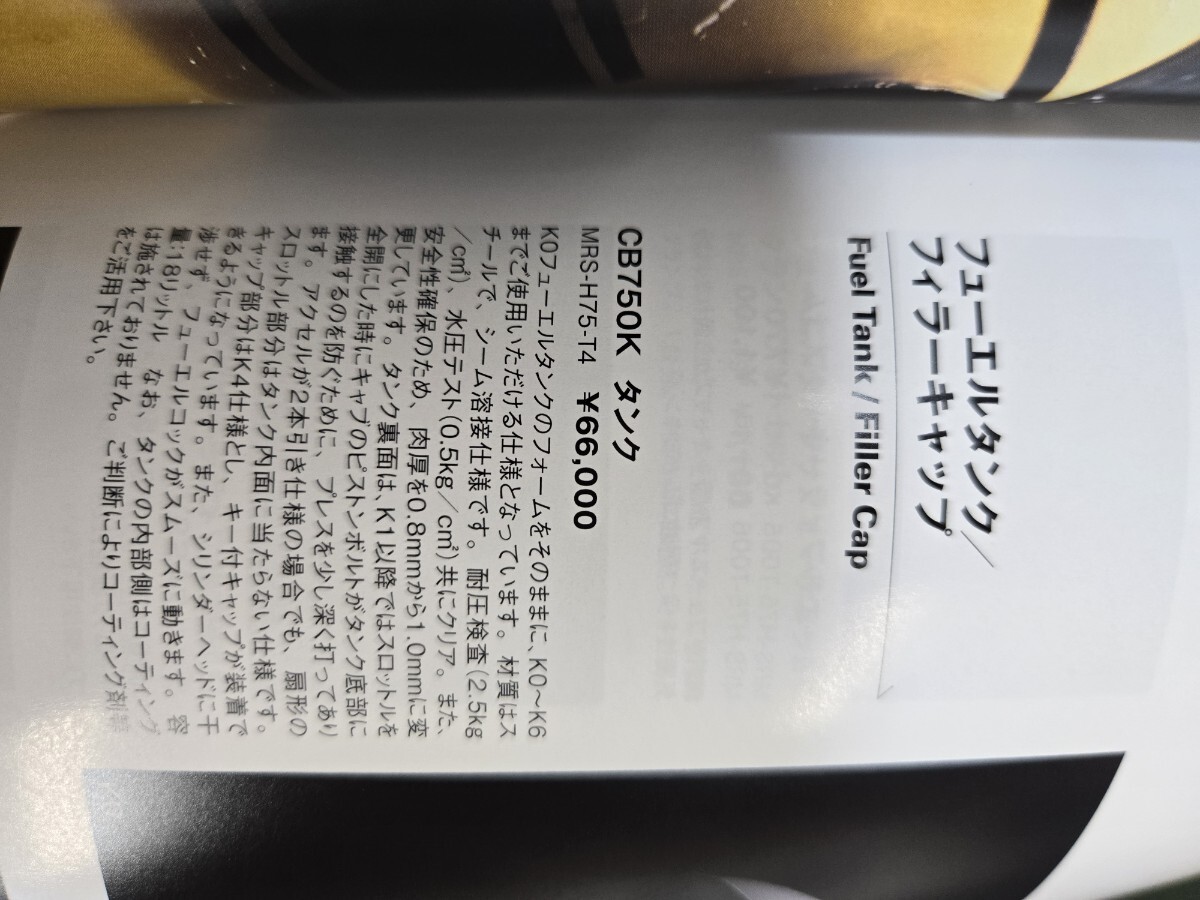 フューエルタンク/
フィラーキャップ
Fuel Tank / Filler Cap
CB750K タンク
MRS-H75-T4 ¥66,000
K0フューエルタンクのフォームをそのままに、K0〜K6
までご使用いただける仕様となっています。材質はス
チールで、シーム溶接仕様です。耐圧検査(2.5kg
/c㎡)、水圧テスト(0.5kg/c㎡)共にクリア。また、
安全性確保のため、肉厚を0.8mmから1.0mmに変
更しています。タンク裏面は、K1以降ではスロットルを
全開にした時にキャブのピストンボルトがタンク底部に
接触するのを防ぐために、プレスを少し深く打ってあり
ます。アクセルが2本引き仕様の場合でも、扇形の
スロットル部分はタンク内面に当たらない仕様です。
キャップ部分はK4仕様とし、キー付キャップが装着で
きるようになっています。また、シリンダーヘッドに干
渉せず、フューエルコックがスムーズに動きます。容
量:18リットル なお、タンクの内部側はコーティング
は施されておりません。ご判断によりコーティング剤等
をご活用下さい。